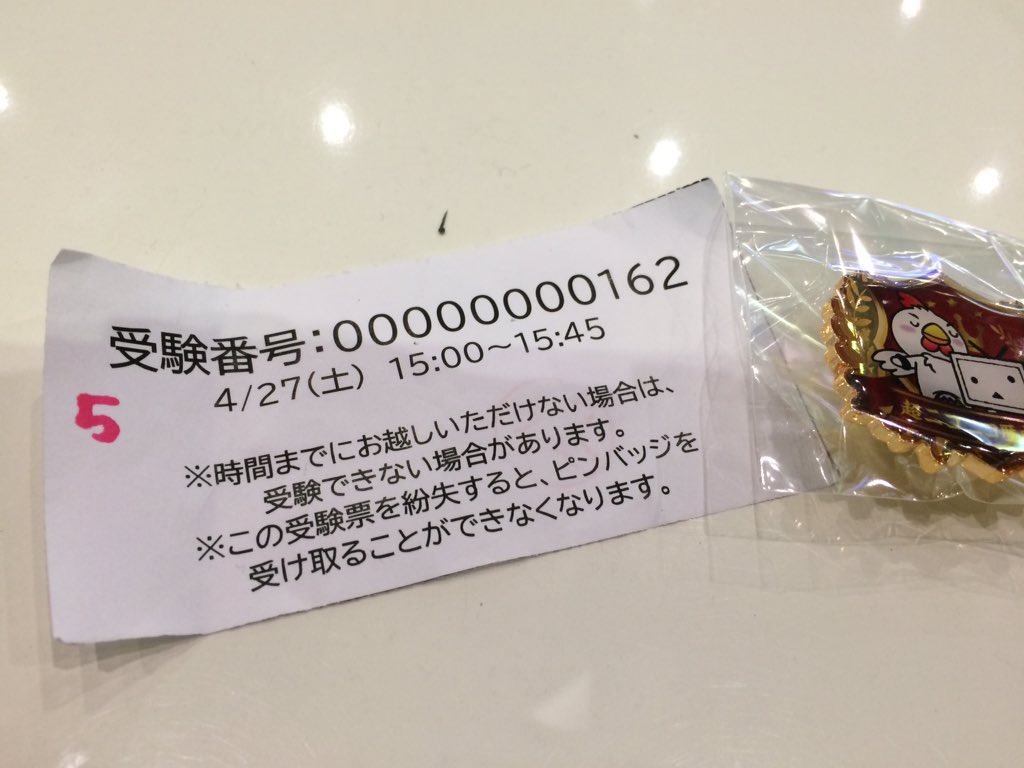 受験番号:00000000162
4/27(土) 15:00～15:45
5
※時間までにお越しいただけない場合は、
受験できない場合があります。
※この受験票を紛失すると、ピンバッジを
受け取ることができなくなります。
超